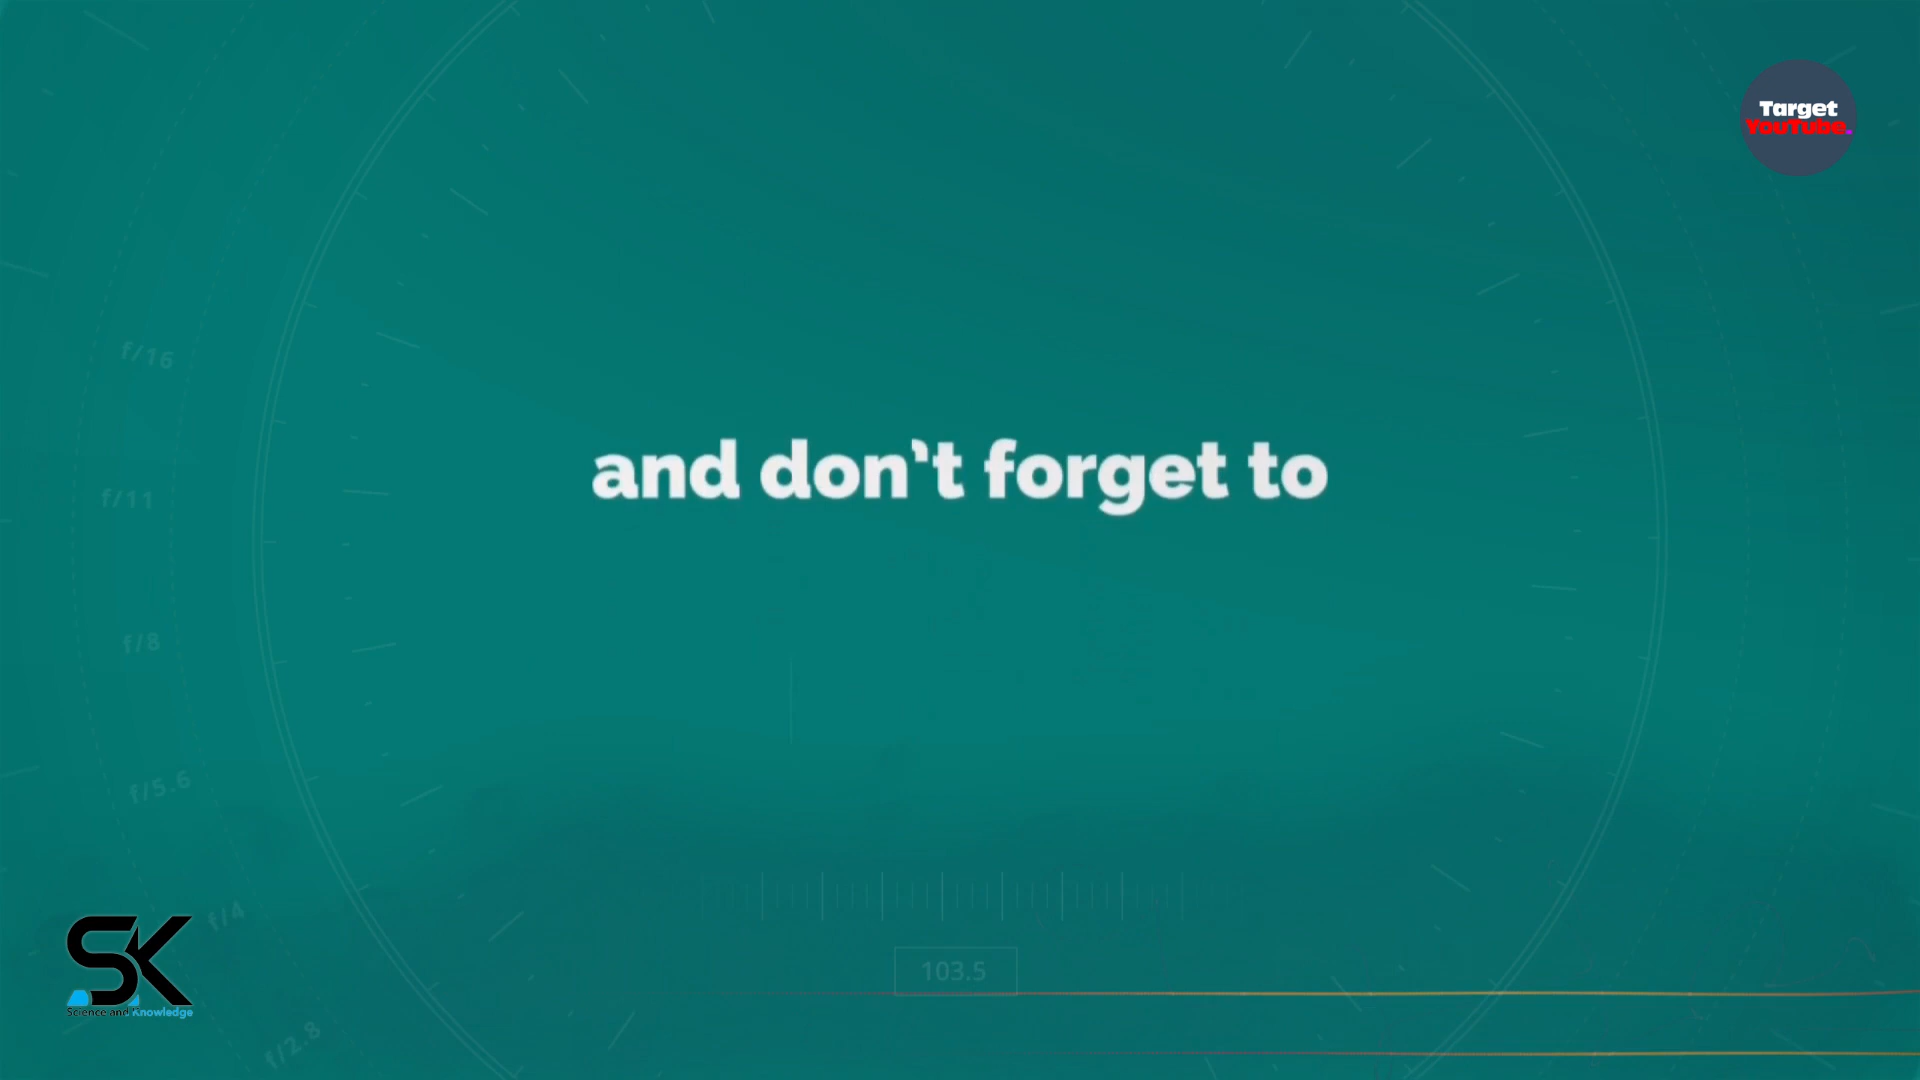 Target
YouTube.
f/16
and don't forget to
f/11
f/8
f/5.6
f/4
SK
103.5
Science and Knowledge
f/2.8